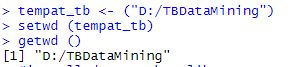 > tempat_tb <- ("D:/TBDataMining")
> setwd (tempat_tb)
> getwd ()
[1] "D:/TBDataMining"